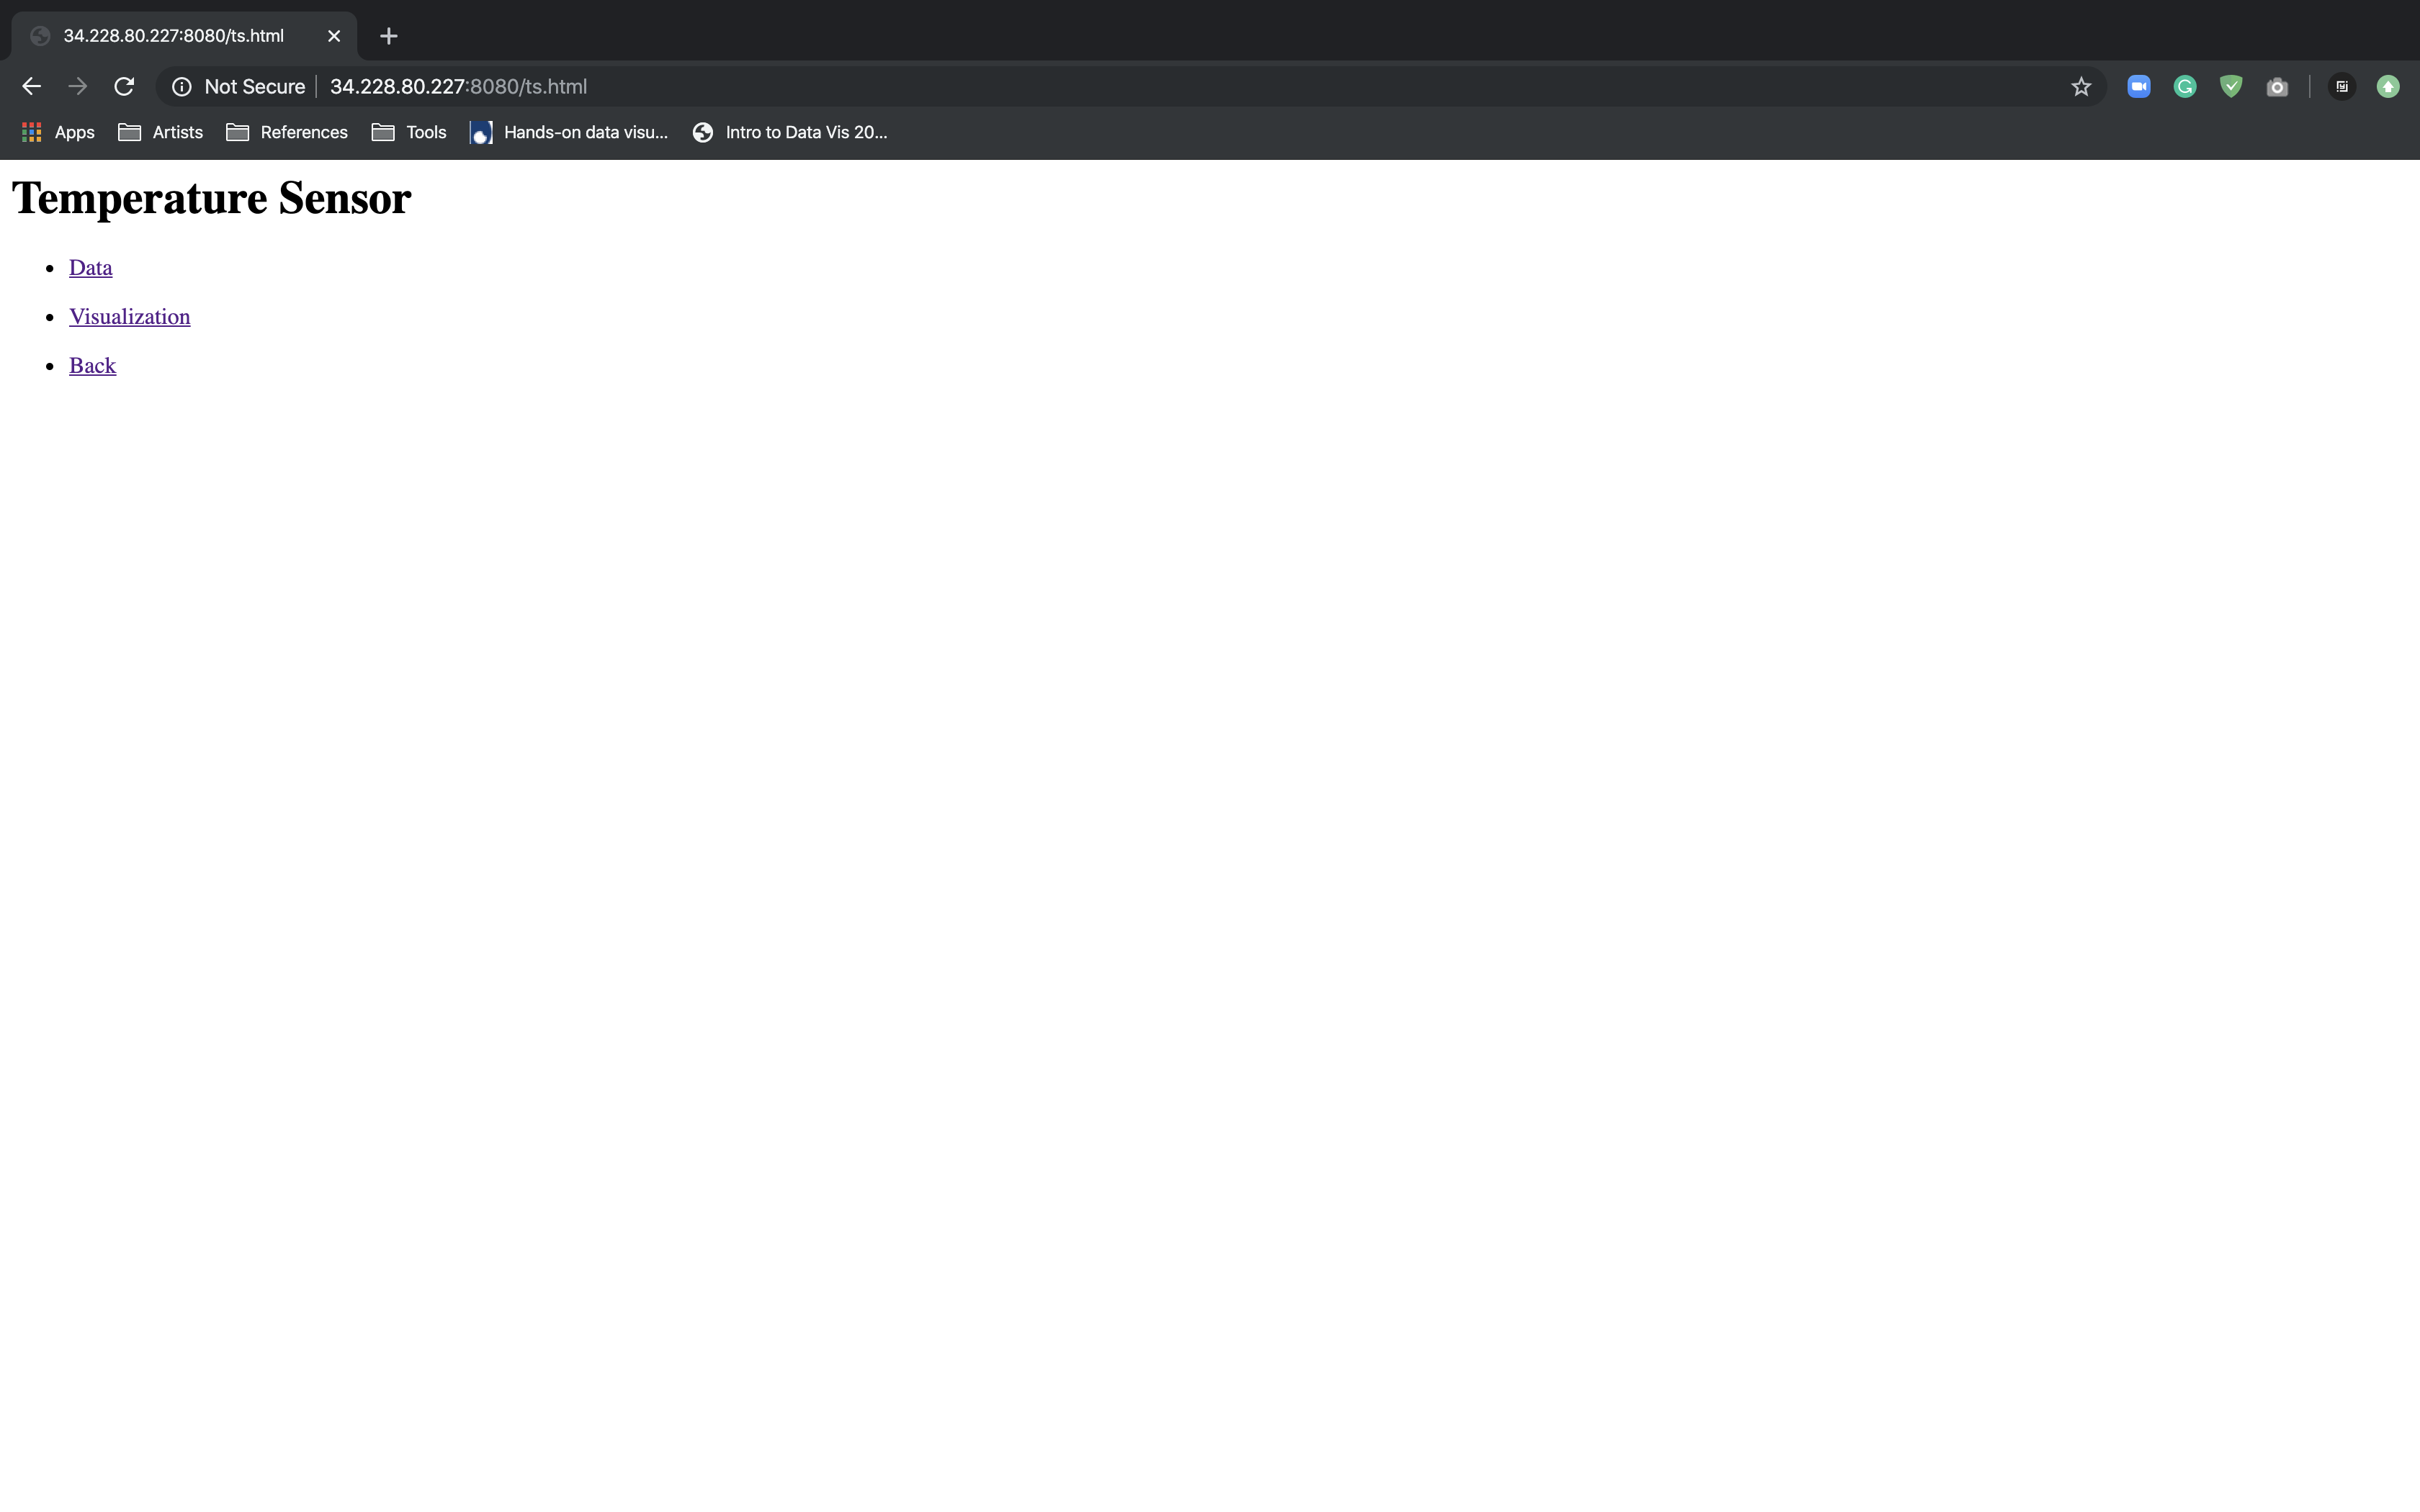 34.228.80.227:8080/ts.html
Not Secure 34.228.80.227:8080/ts.html
Apps Artists References Tools Hands-on data visu... Intro to Data Vis 20...
Temperature Sensor
Data
Visualization
Back